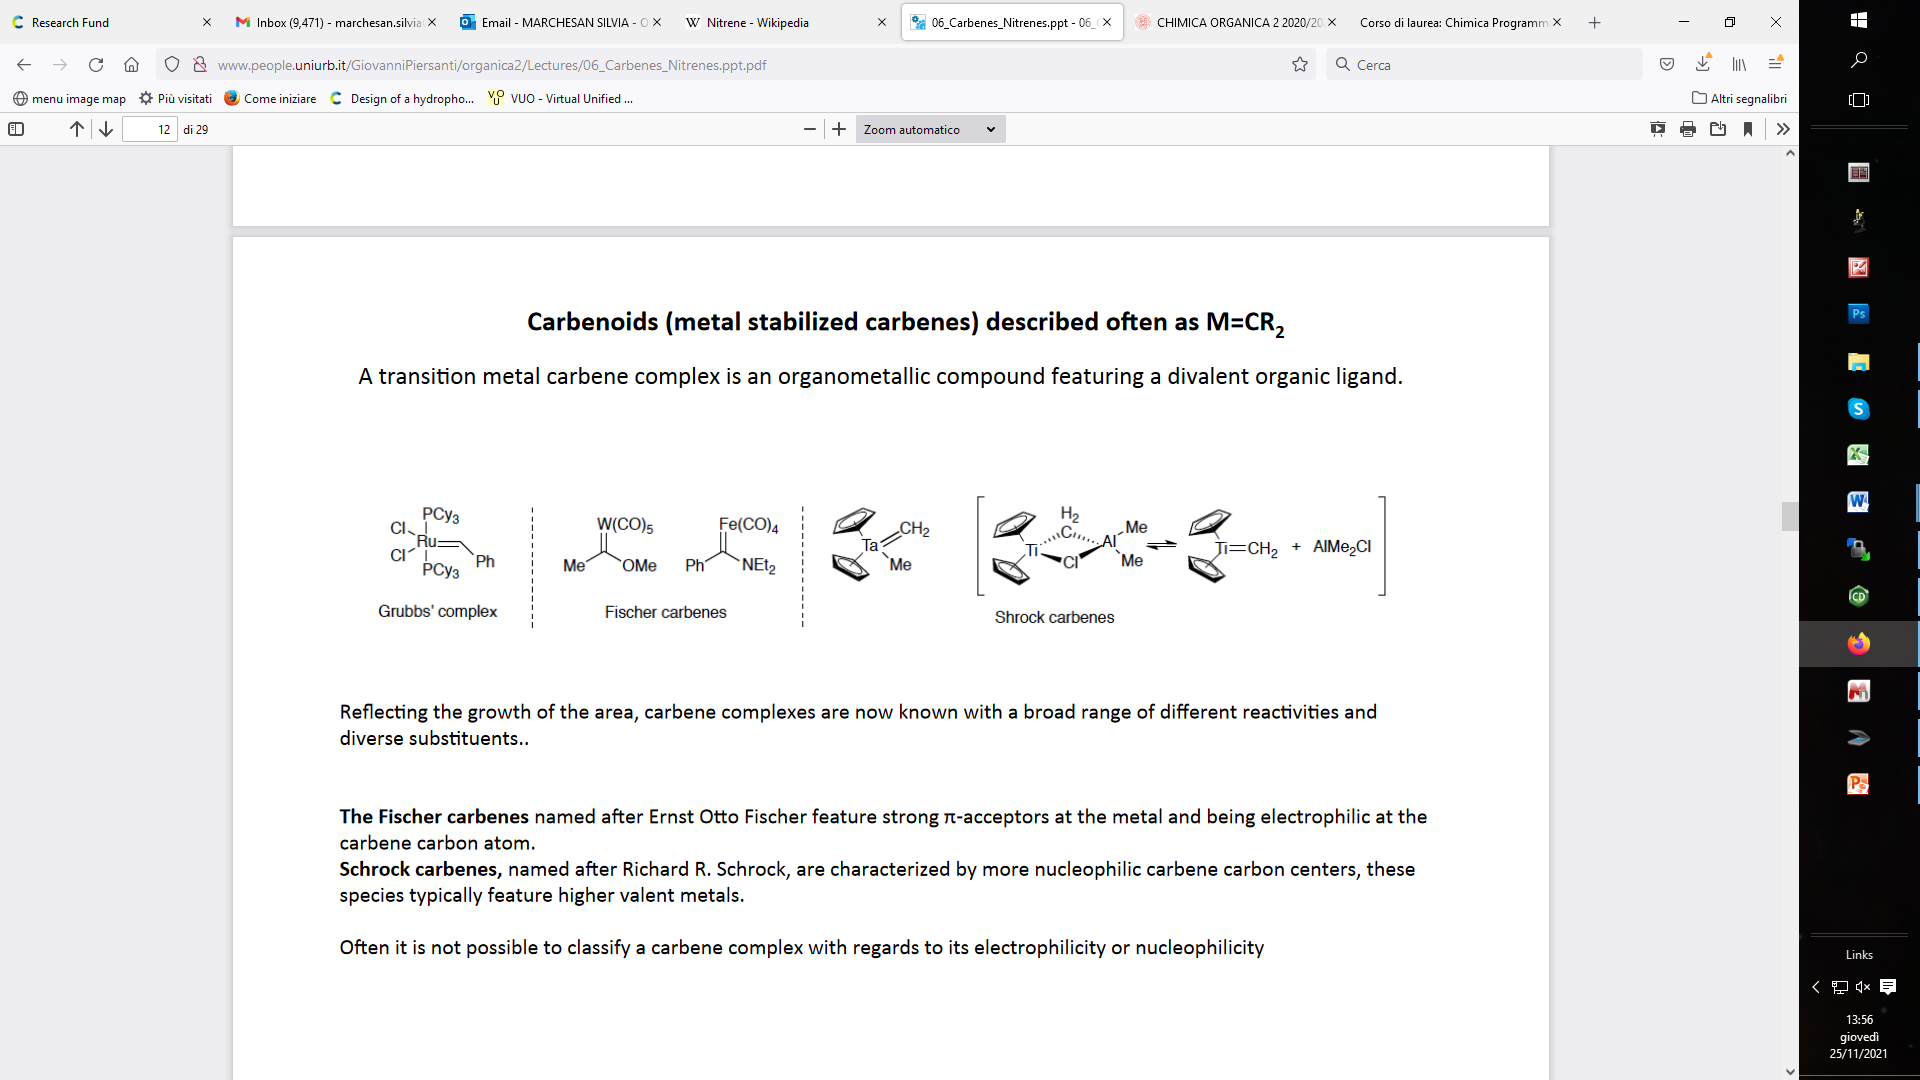 Research Fund
Inbox (9,471) - marchesan.silvia
Email - MARCHESAN SILVIA - O
W Nitrene - Wikipedia
06_Carbenes_Nitrenes.ppt - 06_
CHIMICA ORGANICA 2 2020/20
Corso di laurea: Chimica Programm
www.people.uniurb.it/GiovanniPiersanti/organica2/Lectures/06_Carbenes_Nitrenes.ppt.pdf
Cerca
menu image map
Più visitati
Come iniziare
Design of a hydropho...
VUO - Virtual Unified ...
Altri segnalibri
12 di 29
Zoom automatico
Carbenoids (metal stabilized carbenes) described often as M=CR2
A transition metal carbene complex is an organometallic compound featuring a divalent organic ligand.
PCy3
Cl
Ru
Cl
Ph
PCy3
Grubbs' complex
W(CO)5
Me
OMe
Fe(CO)4
Ph
NEt2
Fischer carbenes
Ta
CH2
Me
H2
C
Ti
Al
Me
Me
Cl
Ti=CH2 + AlMe2Cl
Shrock carbenes
Reflecting the growth of the area, carbene complexes are now known with a broad range of different reactivities and
diverse substituents..
The Fischer carbenes named after Ernst Otto Fischer feature strong π-acceptors at the metal and being electrophilic at the
carbene carbon atom.
Schrock carbenes, named after Richard R. Schrock, are characterized by more nucleophilic carbene carbon centers, these
species typically feature higher valent metals.
Often it is not possible to classify a carbene complex with regards to its electrophilicity or nucleophilicity
Ps
CD
Links
13:56
giovedì
25/11/2021